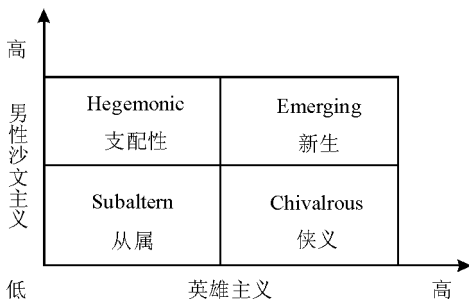 高
Hegemonic
支配性
Emerging
新生
男性沙文主义
Subaltern
从属
Chivalrous
侠义
低
英雄主义
高